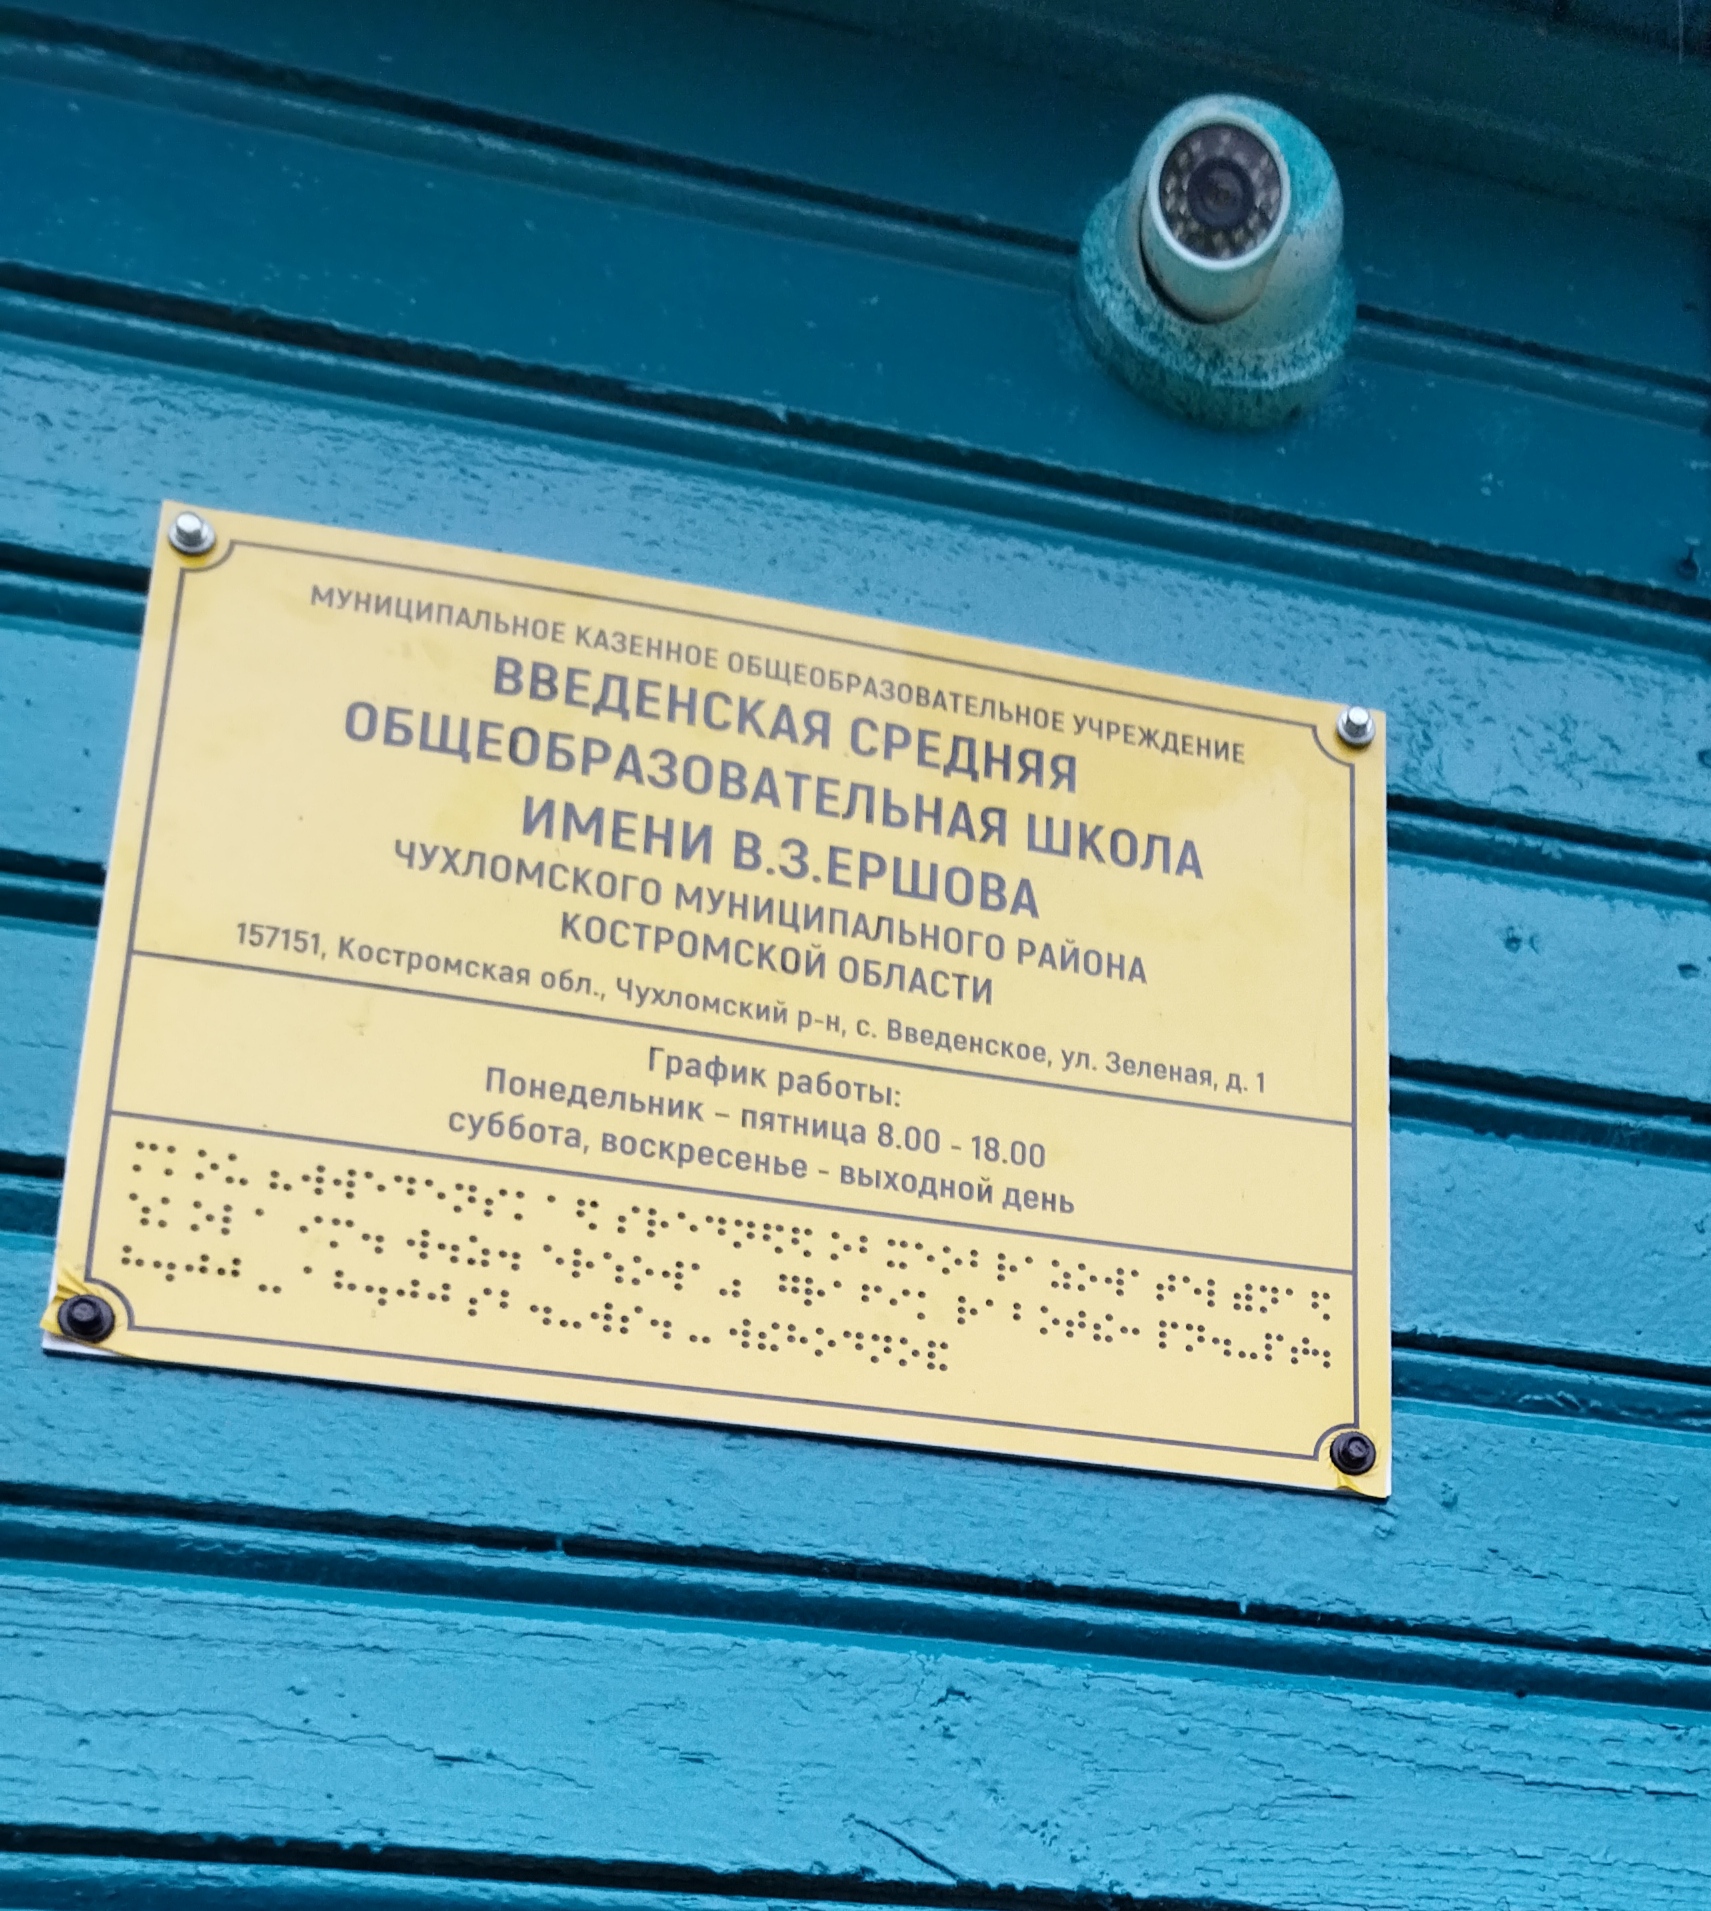 МУНИЦИПАЛЬНОЕ КАЗЕННОЕ ОБЩЕОБРАЗОВАТЕЛЬНОЕ УЧРЕЖДЕНИЕ
ВВЕДЕНСКАЯ СРЕДНЯЯ
ОБЩЕОБРАЗОВАТЕЛЬНАЯ ШКОЛА
ИМЕНИ В.З.ЕРШОВА
ЧУХЛОМСКОГО МУНИЦИПАЛЬНОГО РАЙОНА
КОСТРОМСКОЙ ОБЛАСТИ
157151, Костромская обл., Чухломский р-н, с. Введенское, ул. Зеленая, д. 1
График работы:
Понедельник – пятница 8.00 - 18.00
суббота, воскресенье - выходной день